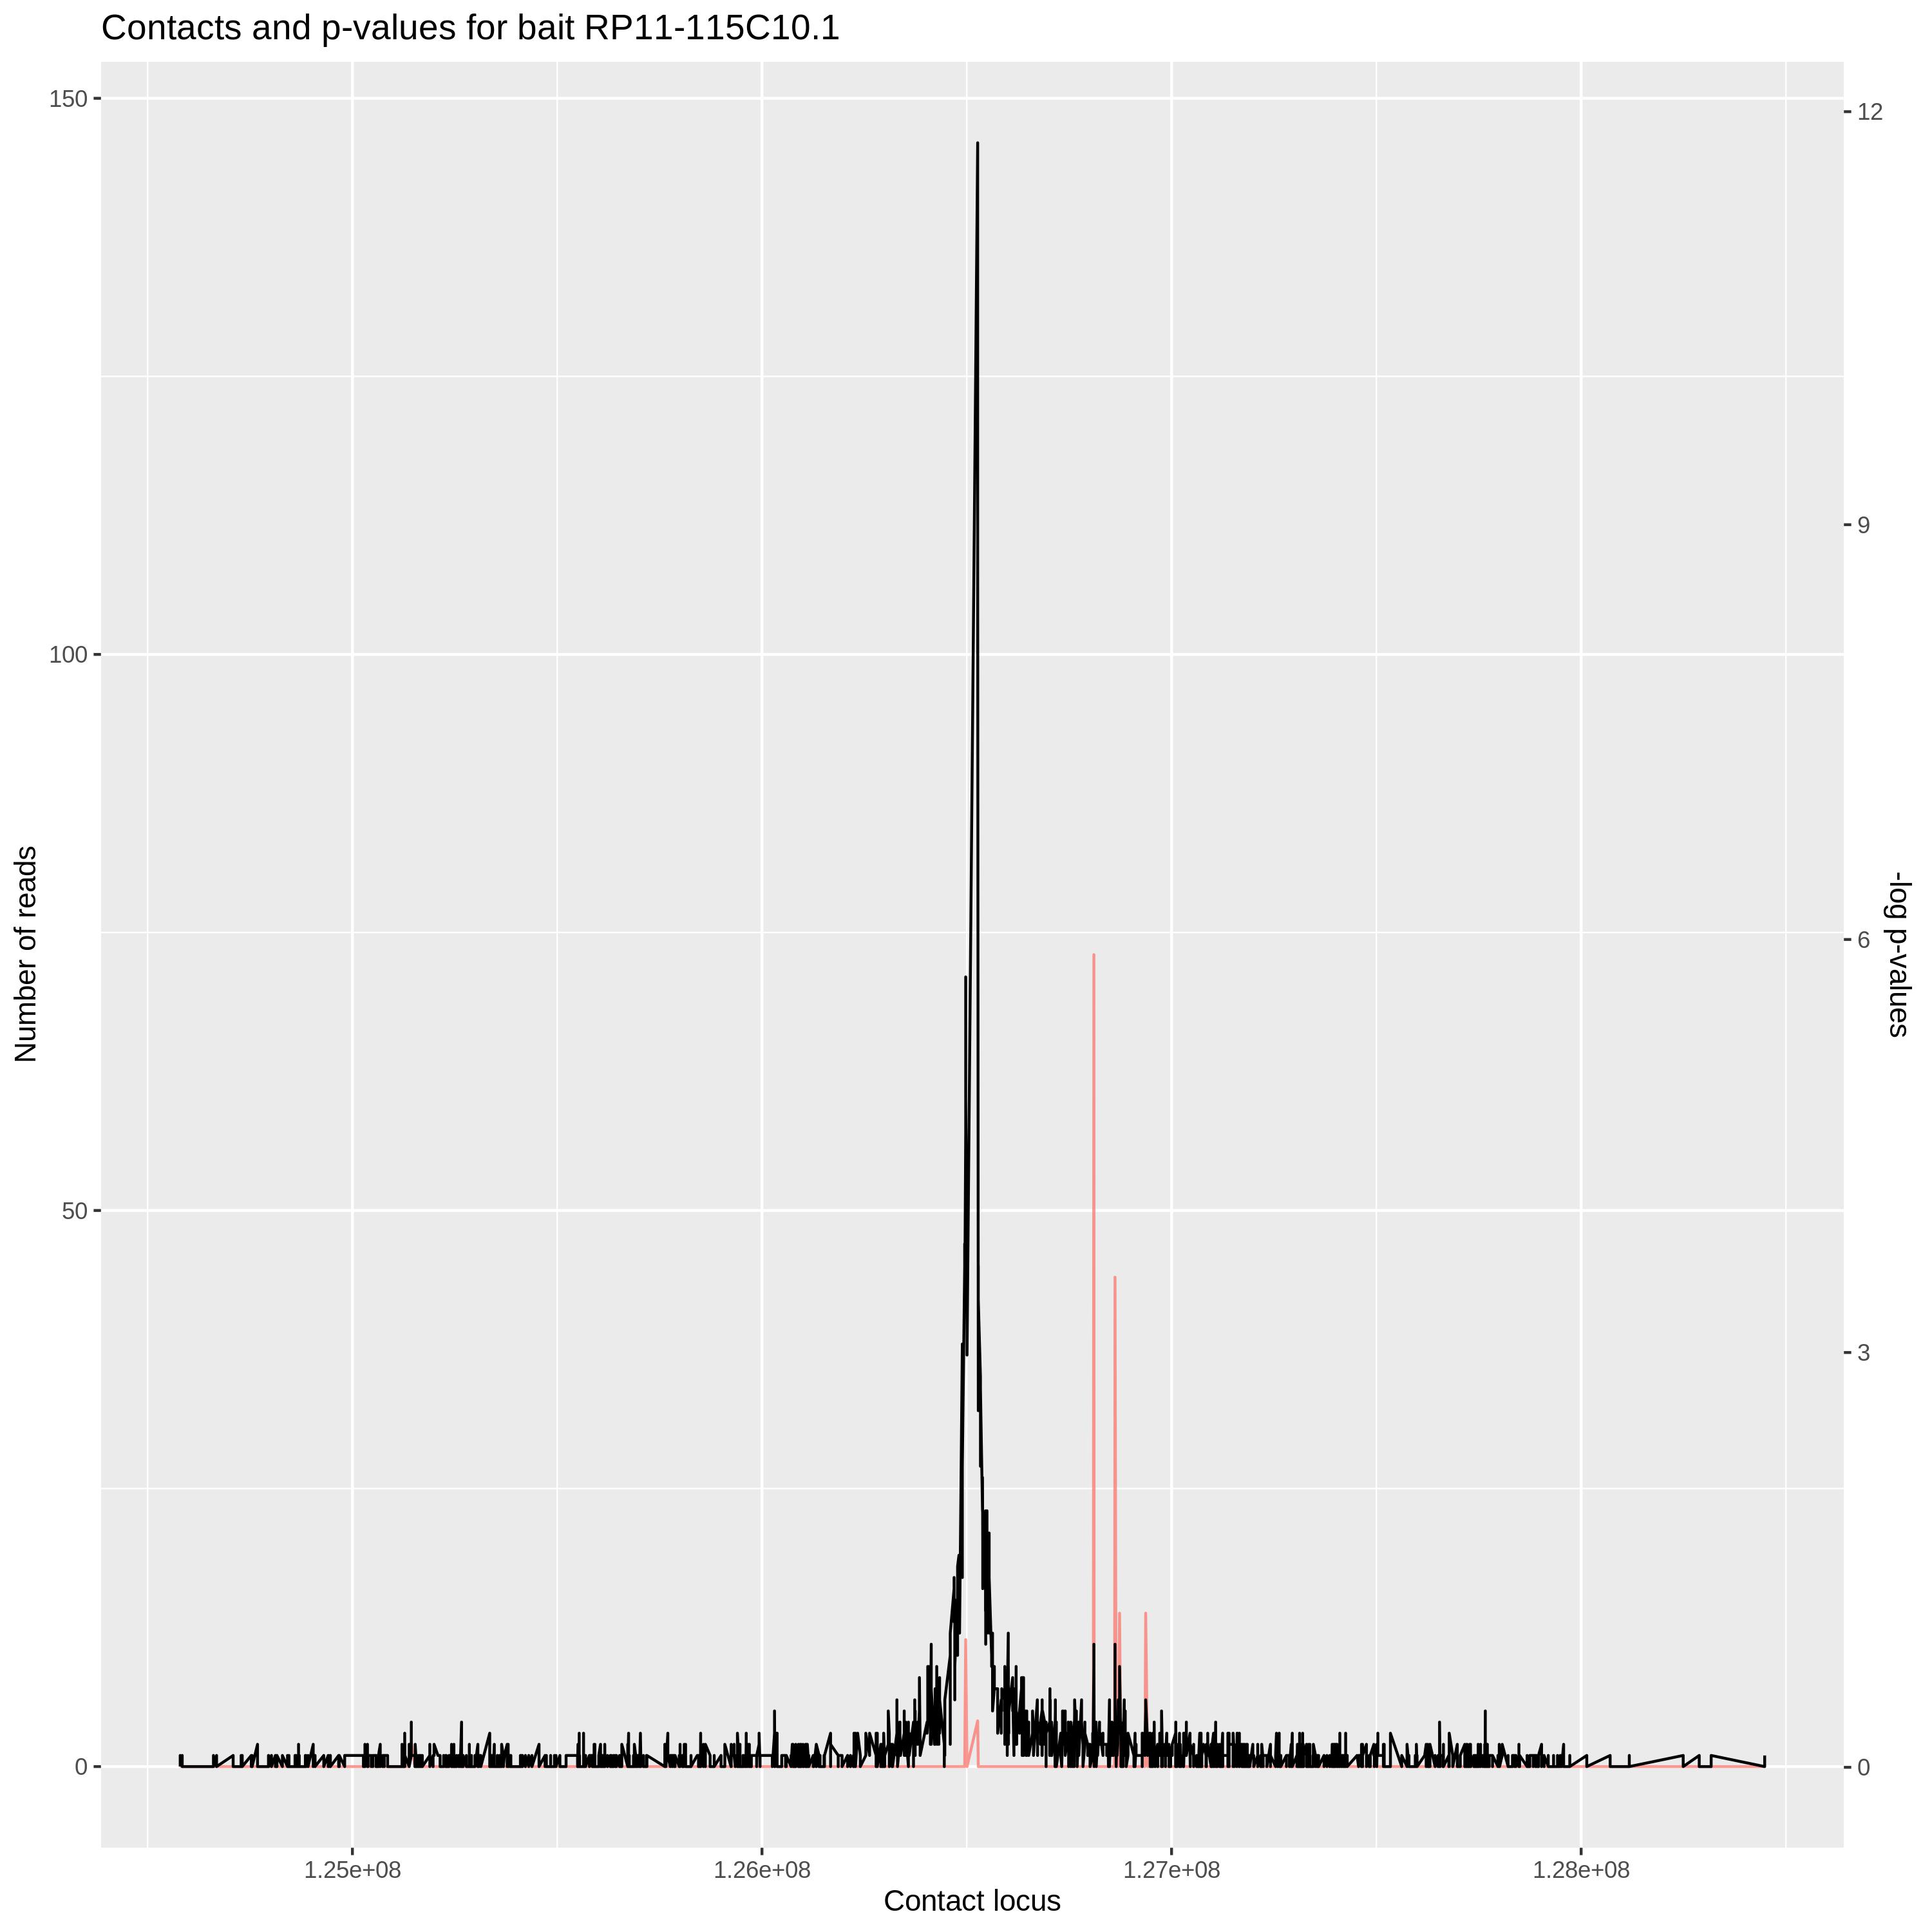 Contacts and p-values for bait RP11-115C10.1
150
100
50
0
Number of reads
12
9
6
3
0
-log p-values
1.25e+08
1.26e+08
1.27e+08
1.28e+08
Contact locus